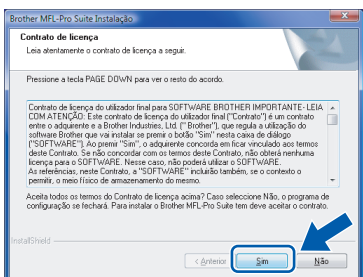 Brother MFL-Pro Suite Instalação
Contrato de licença
Leia atentamente o contrato de licença a seguir.
Pressione a tecla PAGE DOWN para ver o resto do acordo.
Contrato de licença do utilizador final para SOFTWARE BROTHER IMPORTANTE- LEIA
COM ATENÇÃO: Este contrato de licença do utilizador final ("Contrato") é um contrato
entre o adquirente e a Brother Industries, Ltd. (" Brother"), que regula a utilização do
software Brother que vai instalar se premir o botão "Sim" nesta caixa de diálogo
("SOFTWARE"). Ao premir "Sim", o adquirente concorda em ficar vinculado aos termos
deste Contrato. Se não concordar com os termos deste Contrato, não obterá nenhuma
licença para o SOFTWARE. Nesse caso, não poderá utilizar o SOFTWARE.
As referências, neste Contrato, a "SOFTWARE" incluirão também, se o contexto o
permitir, o meio físico de armazenamento do mesmo.
Aceita todos os termos do Contrato de licença acima? Caso seleccione Não, o programa de
configuração se fechará. Para instalar o Brother MFL-Pro Suite tem deve aceitar o contrato.
InstallShield
< Anterior
Sim
Não